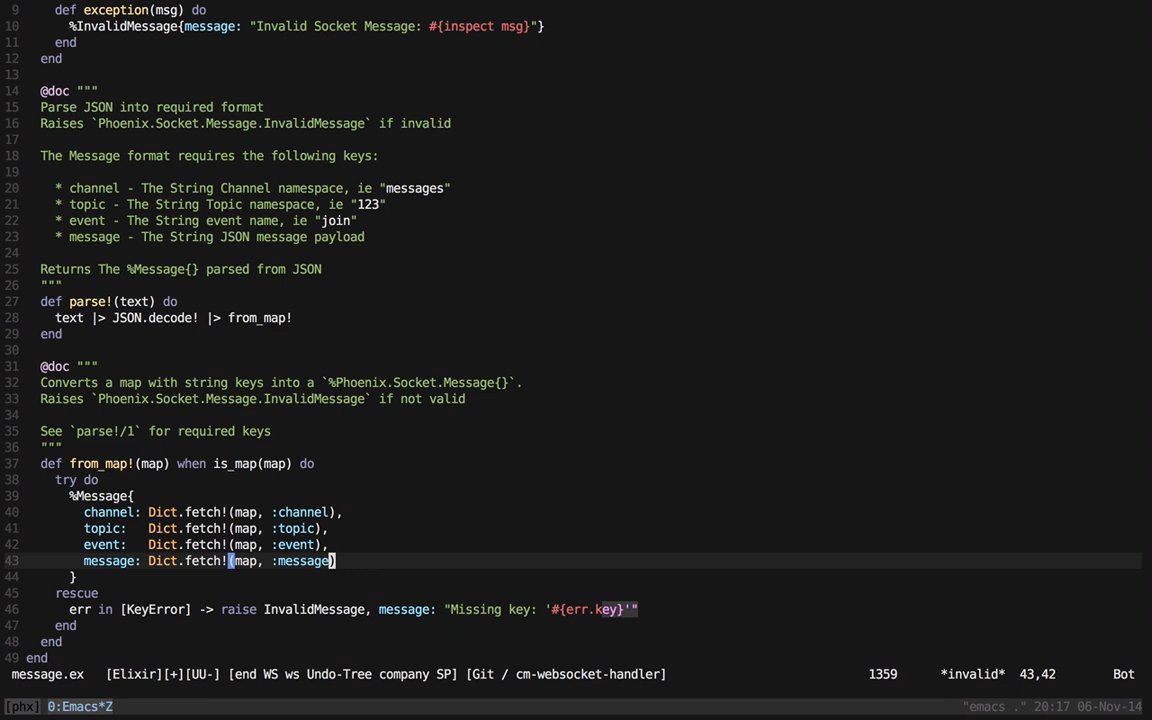 9     def exception(msg) do
10       %InvalidMessage{message: "Invalid Socket Message: #{inspect msg}"}
11     end
12   end
13
14   @doc """
15   Parse JSON into required format
16   Raises `Phoenix.Socket.Message.InvalidMessage` if invalid
17
18   The Message format requires the following keys:
19
20     * channel - The String Channel namespace, ie "messages"
21     * topic - The String Topic namespace, ie "123"
22     * event - The String event name, ie "join"
23     * message - The String JSON message payload
24
25   Returns The %Message{} parsed from JSON
26   """
27   def parse!(text) do
28     text |> JSON.decode! |> from_map!
29   end
30
31   @doc """
32   Converts a map with string keys into a `%Phoenix.Socket.Message{}`.
33   Raises `Phoenix.Socket.Message.InvalidMessage` if not valid
34
35   See `parse!/1` for required keys
36   """
37   def from_map!(map) when is_map(map) do
38     try do
39       %Message{
40         channel: Dict.fetch!(map, :channel),
41         topic:   Dict.fetch!(map, :topic),
42         event:   Dict.fetch!(map, :event),
43         message: Dict.fetch!(map, :message)
44       }
45     rescue
46       err in [KeyError] -> raise InvalidMessage, message: "Missing key: '#{err.key}'"
47     end
48   end
49 end
message.ex   [Elixir][+][UU-] [end WS ws Undo-Tree company SP] [Git / cm-websocket-handler] 1359 *invalid* 43,42 Bot
[phx] 0:Emacs*Z "emacs ." 20:17 06-Nov-14